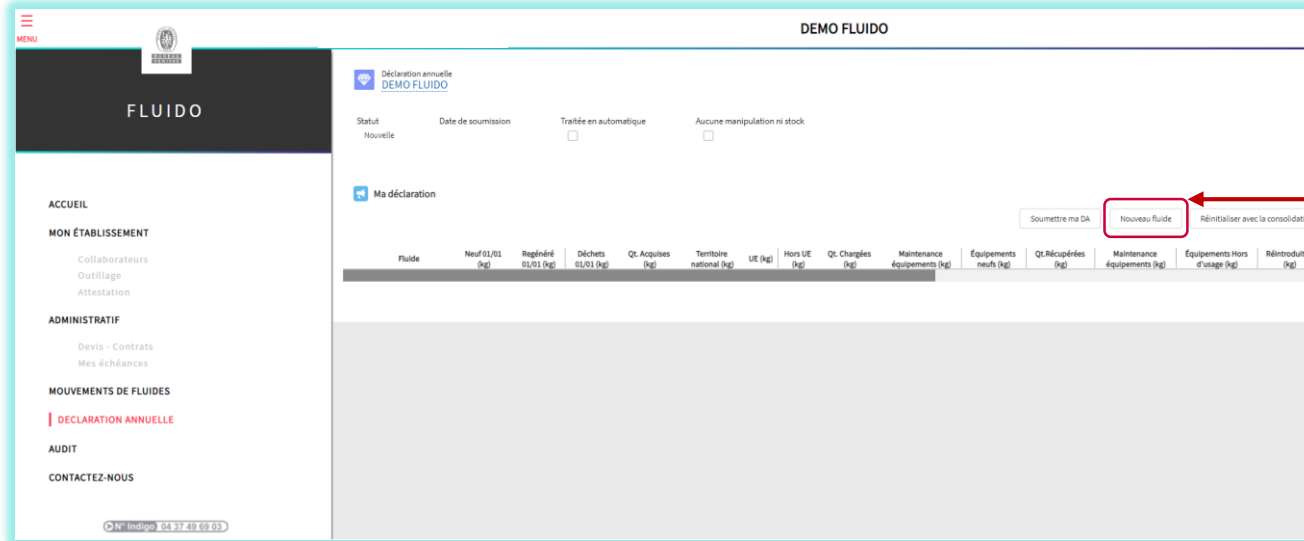 MENU
DEMO FLUIDO
BUREAU
VERITAS
FLUIDO
Déclaration annuelle
DEMO FLUIDO
Statut Date de soumission Traitée en automatique Aucune manipulation ni stock
Nouvelle
Ma déclaration
Soumettre ma DA Nouveau fluide Réinitialiser avec la consolidati
Fluide Neuf 01/01 (kg) Regénéré 01/01 (kg) Déchets 01/01 (kg) Qt. Acquises (kg) Territoire national (kg) UE (kg) Hors UE (kg) Qt. Chargées (kg) Maintenance équipements (kg) Équipements neufs (kg) Qt.Récupérées (kg) Maintenance équipements (kg) Équipements Hors d'usage (kg) Réintroduit (kg)
ACCUEIL
MON ÉTABLISSEMENT
Collaborateurs
Outillage
Attestation
ADMINISTRATIF
Devis - Contrats
Mes échéances
MOUVEMENTS DE FLUIDES
DECLARATION ANNUELLE
AUDIT
CONTACTEZ-NOUS
N° Indigo 04 37 49 69 03